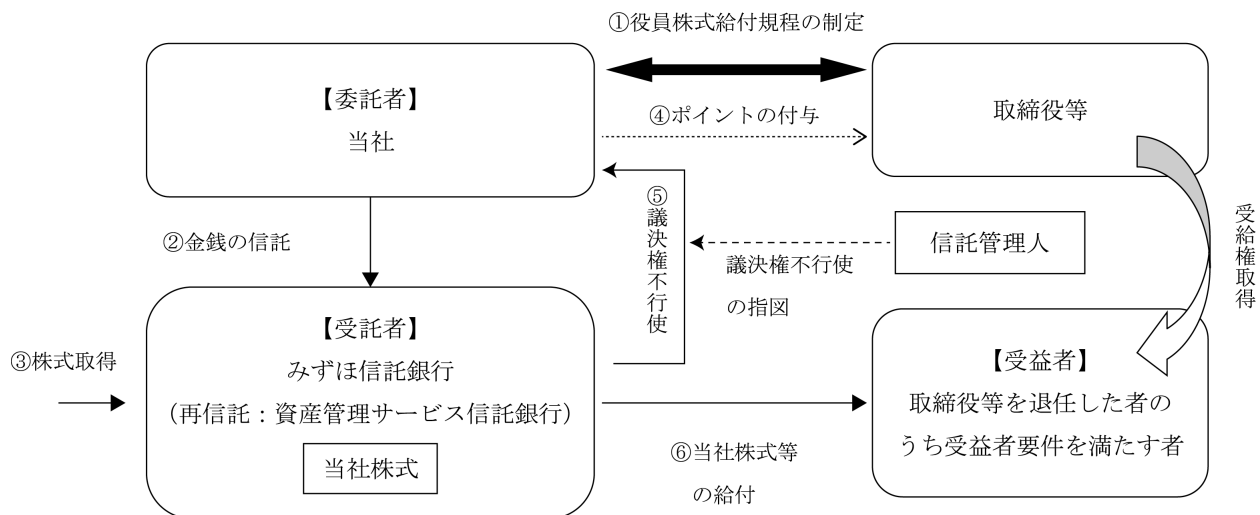 ①役員株式給付規程の制定
【委託者】
当社
④ポイントの付与
取締役等
②金銭の信託
⑤議決権不行使
議決権不行使
の指図
信託管理人
受給権取得
③株式取得
【受託者】
みずほ信託銀行
（再信託：資産管理サービス信託銀行）
当社株式
⑥当社株式等
の給付
【受益者】
取締役等を退任した者の
うち受益者要件を満たす者